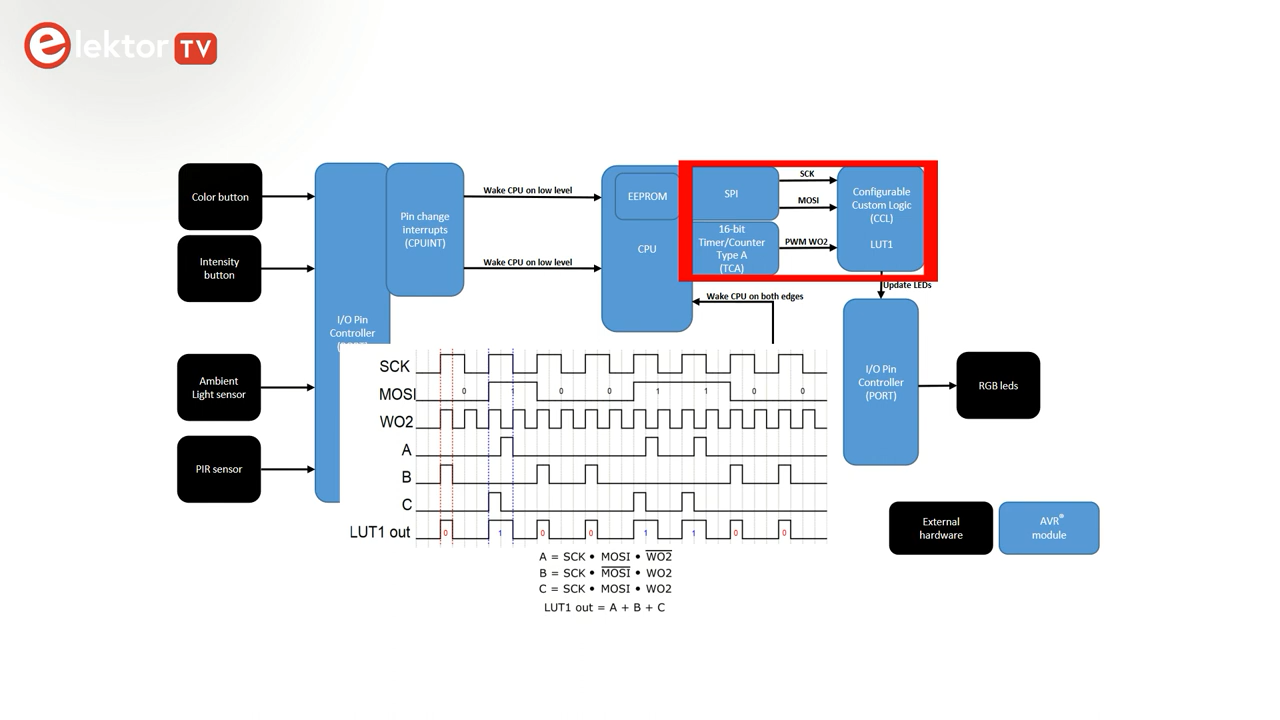 elektor TV
Color button
Intensity
button
Ambient
Light sensor
PIR sensor
I/O Pin
Controller
Pin change
interrupts
(CPUINT)
Wake CPU on low level
Wake CPU on low level
EEPROM
CPU
SPI
16-bit
Timer/Counter
Type A
(TCA)
SCK
MOSI
PWM WO2
Configurable
Custom Logic
(CCL)
LUT1
Update LEDs
Wake CPU on both edges
I/O Pin
Controller
(PORT)
RGB leds
External
hardware
AVR®
module
SCK
MOSI 0 1 0 0 1 1 0 0
WO2
A
B
C
LUT1 out 0 1 0 0 1 1 0 0
A = SCK • MOSI • W̅O̅2̅
B = SCK • M̅O̅S̅I̅ • WO2
C = SCK • MOSI • WO2
LUT1 out = A + B + C